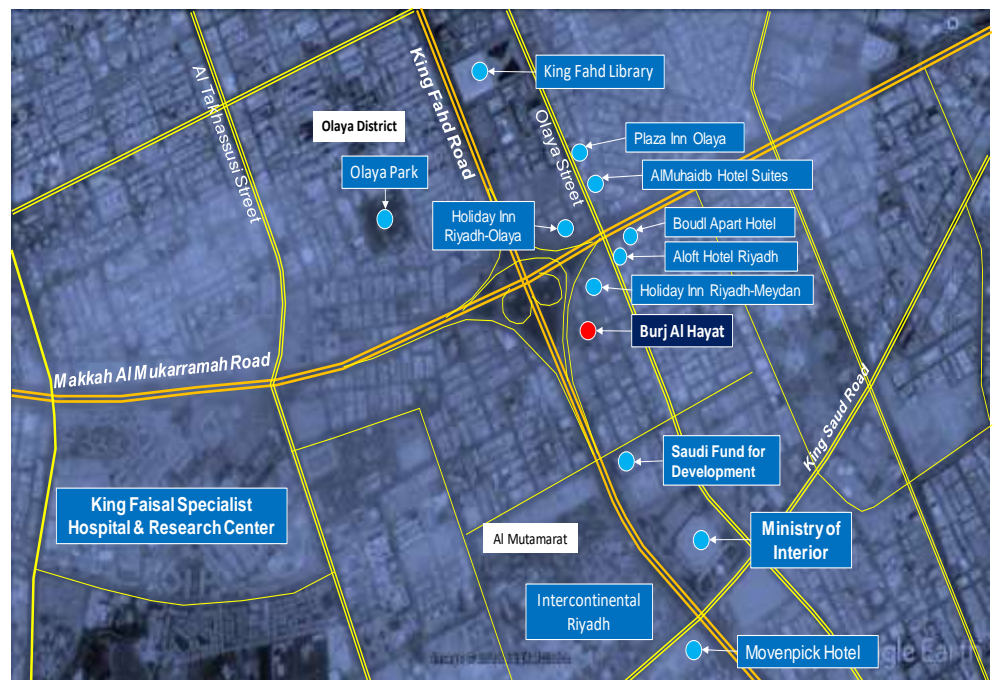 King Fahd Library
King Fahd Road
Al Takhassusi Street
Olaya District
Olaya Street
Plaza Inn Olaya
Olaya Park
AlMuhaidb Hotel Suites
Holiday Inn
Riyadh-Olaya
Boudl Apart Hotel
Aloft Hotel Riyadh
Holiday Inn Riyadh-Meydan
Burj Al Hayat
Makkah Al Mukarramah Road
King Saud Road
Saudi Fund for
Development
King Faisal Specialist
Hospital & Research Center
Al Mutamarat
Ministry of
Interior
Intercontinental
Riyadh
Movenpick Hotel
gle Earth